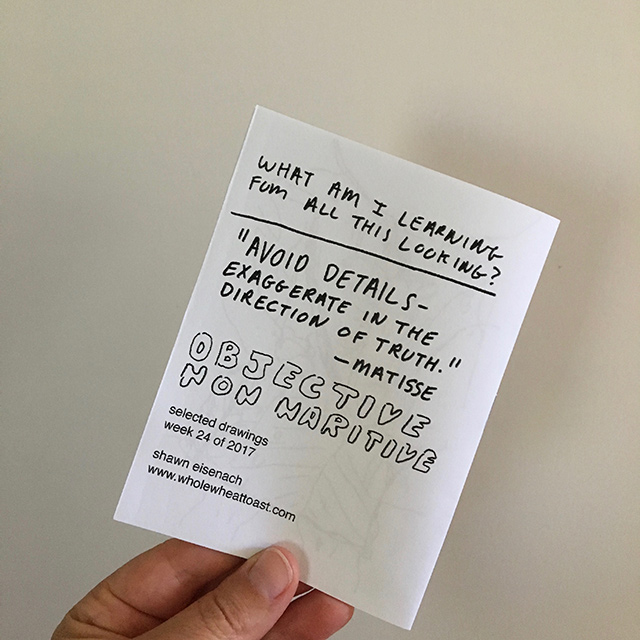 WHAT AM I LEARNING
FUM ALL THIS LOOKING?
"AVOID DETAILS-
EXAGGERATE IN THE
DIRECTION OF TRUTH."
-MATISSE
OBJECTIVE
NON NARITIVE
selected drawings
week 24 of 2017
shawn eisenach
www.wholewheattoast.com